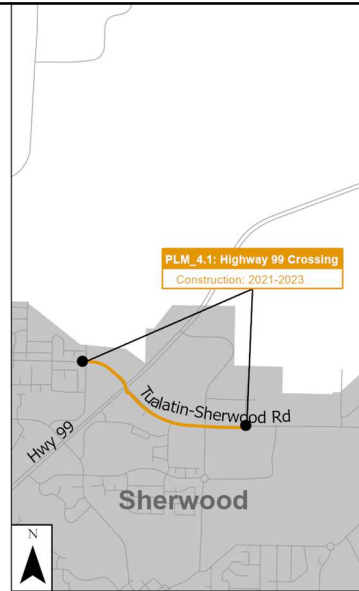 PLM_4.1: Highway 99 Crossing
Construction: 2021-2023
Tualatin-Sherwood Rd
Hwy 99
Sherwood
N